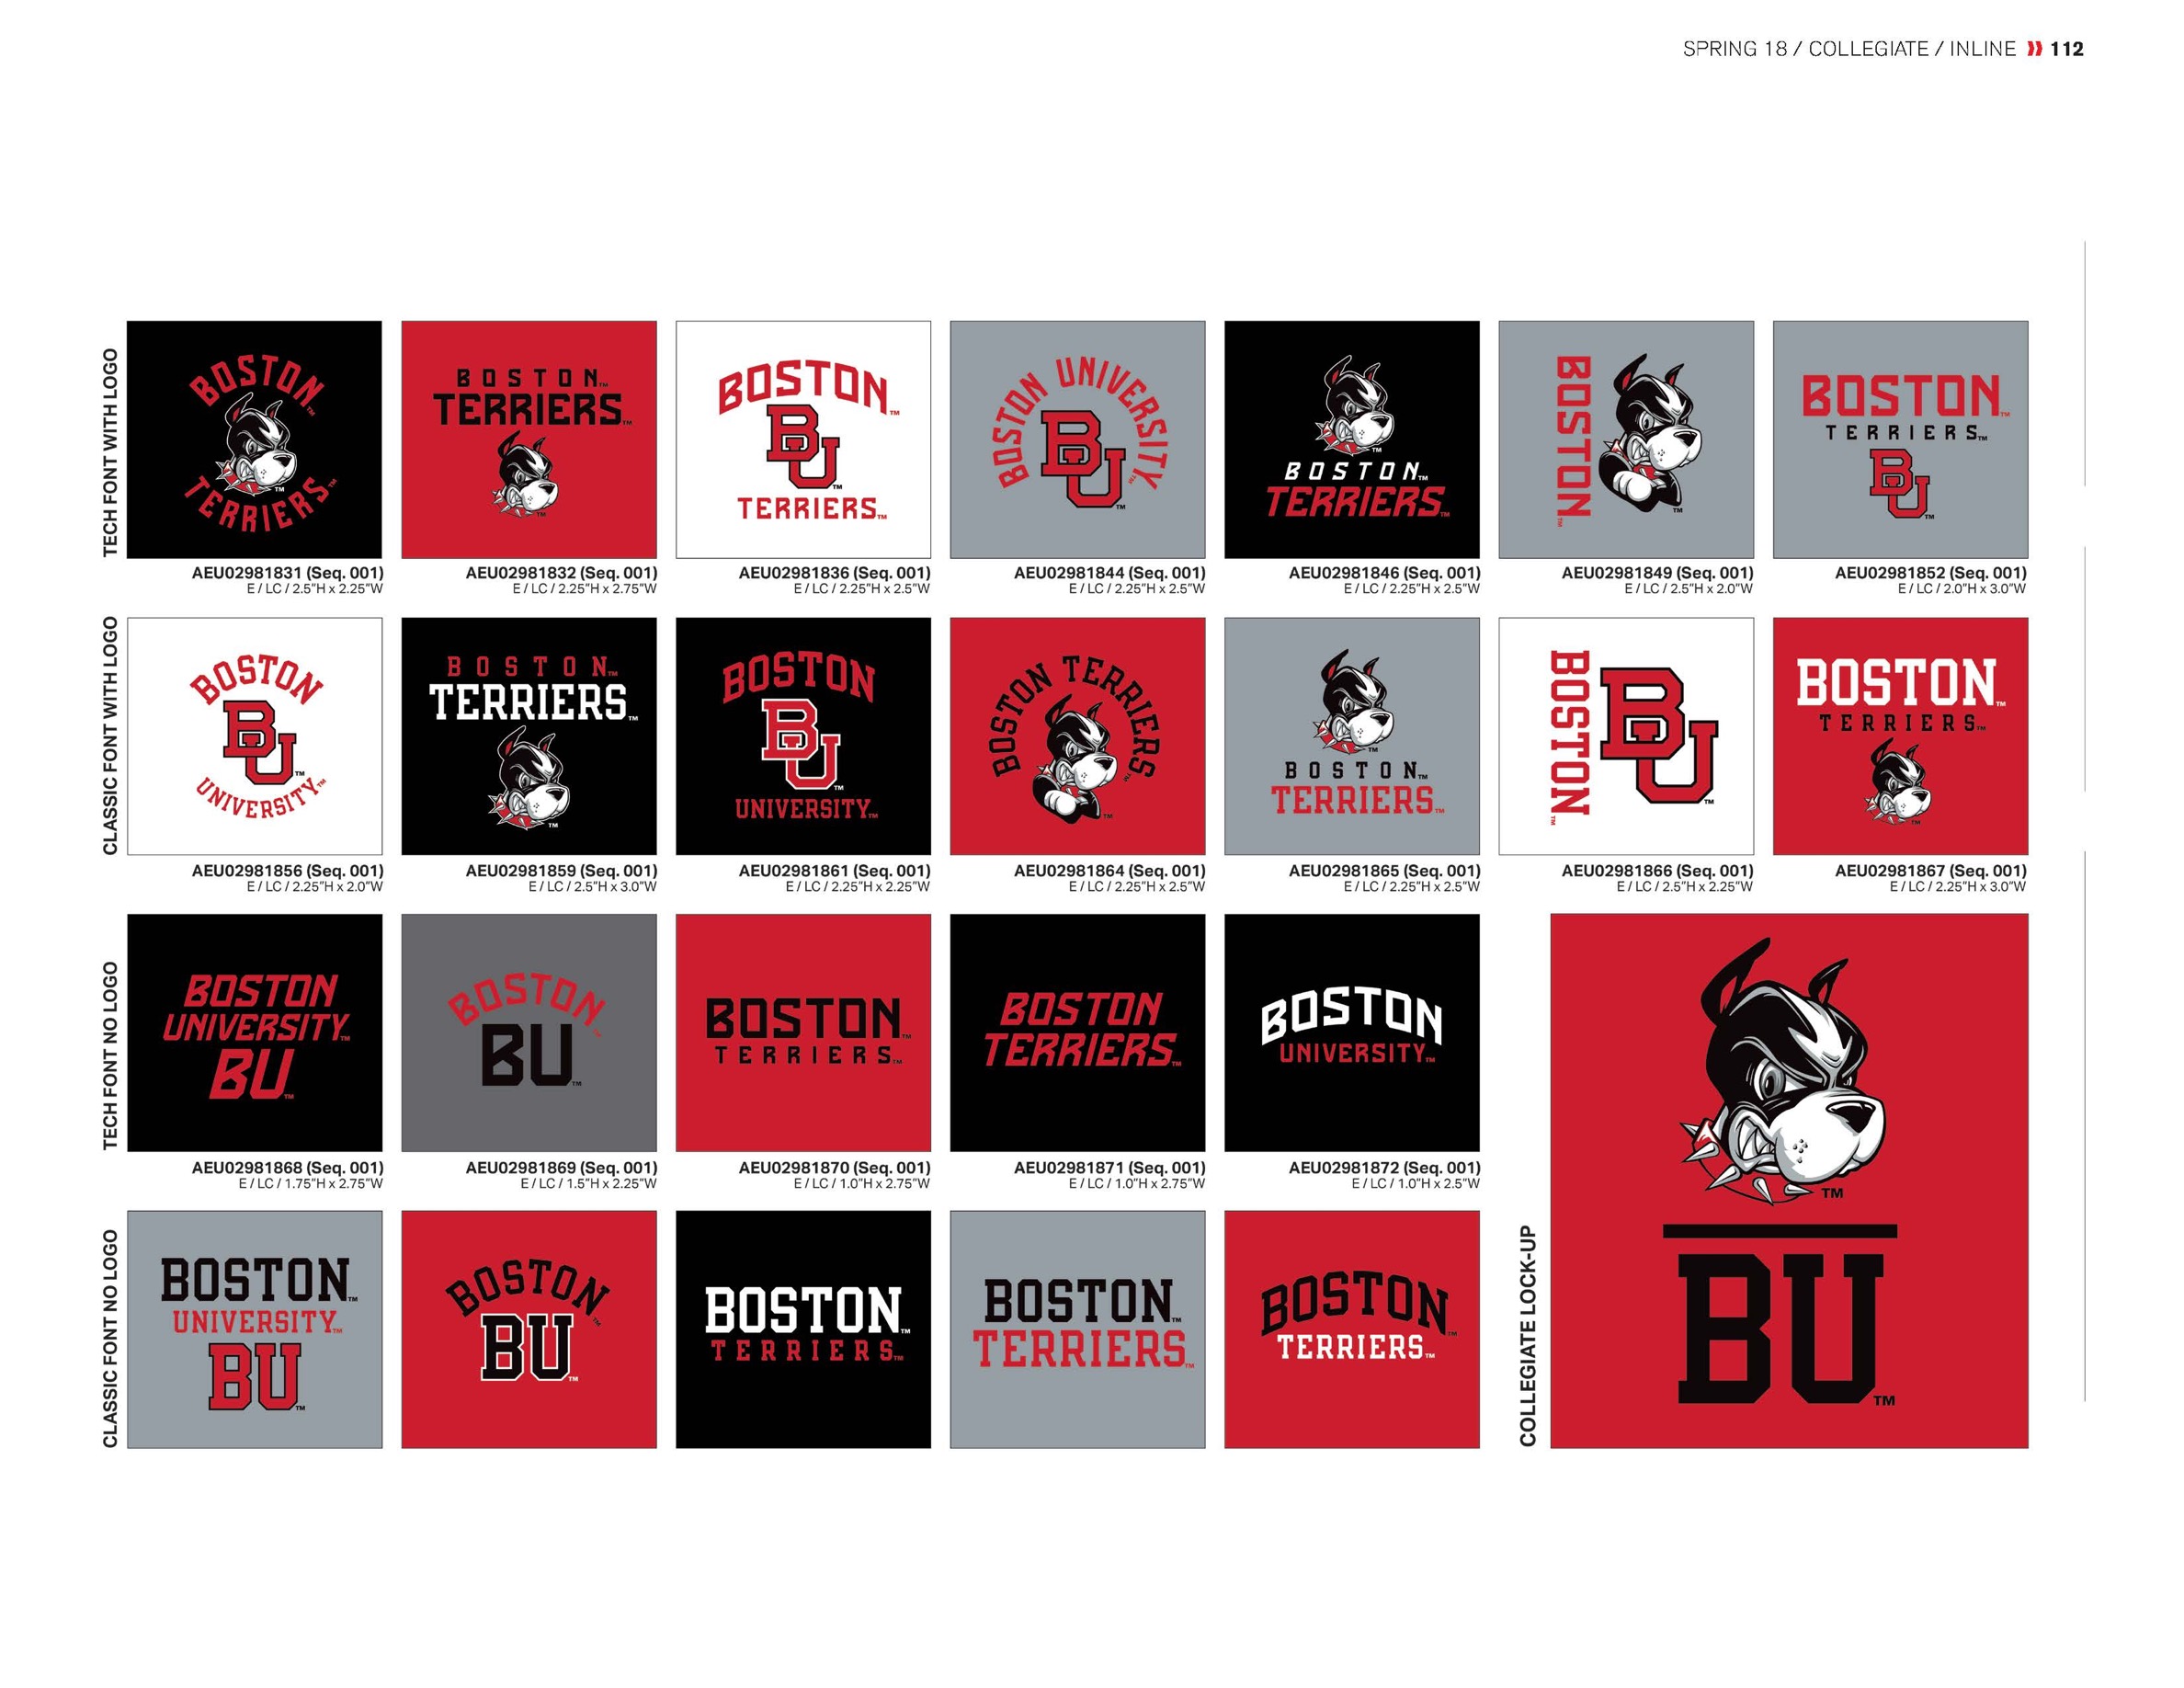 SPRING 18 / COLLEGIATE / INLINE 112
TECH FONT WITH LOGO
BOSTON™
TERRIERS™
TM
BOSTON™
TERRIERS™
TM
BOSTON™
BU™
TERRIERS™
BOSTON UNIVERSITY™
BU™
TM
BOSTON™
TERRIERS™
BOSTON™
TM
BOSTON™
TERRIERS™
BU™
AEU02981831 (Seq. 001)
E / LC / 2.5"H x 2.25"W
AEU02981832 (Seq. 001)
E / LC / 2.25"H x 2.75"W
AEU02981836 (Seq. 001)
E / LC / 2.25"H x 2.5"W
AEU02981844 (Seq. 001)
E / LC / 2.25"H x 2.5"W
AEU02981846 (Seq. 001)
E / LC / 2.25"H x 2.5"W
AEU02981849 (Seq. 001)
E / LC / 2.5"H x 2.0"W
AEU02981852 (Seq. 001)
E / LC / 2.0"H x 3.0"W
CLASSIC FONT WITH LOGO
BOSTON
BU™
UNIVERSITY™
BOSTON™
TERRIERS™
TM
BOSTON
BU™
UNIVERSITY™
BOSTON TERRIERS™
TM
TM
BOSTON™
TERRIERS™
BOSTON™
BU™
BOSTON™
TERRIERS™
TM
AEU02981856 (Seq. 001)
E / LC / 2.25"H x 2.0"W
AEU02981859 (Seq. 001)
E / LC / 2.5"H x 3.0"W
AEU02981861 (Seq. 001)
E / LC / 2.25"H x 2.25"W
AEU02981864 (Seq. 001)
E / LC / 2.25"H x 2.5"W
AEU02981865 (Seq. 001)
E / LC / 2.25"H x 2.5"W
AEU02981866 (Seq. 001)
E / LC / 2.5"H x 2.25"W
AEU02981867 (Seq. 001)
E / LC / 2.25"H x 3.0"W
TECH FONT NO LOGO
BOSTON
UNIVERSITY™
BU™
BOSTON™
BU™
BOSTON™
TERRIERS™
BOSTON
TERRIERS™
BOSTON
UNIVERSITY™
AEU02981868 (Seq. 001)
E / LC / 1.75"H x 2.75"W
AEU02981869 (Seq. 001)
E / LC / 1.5"H x 2.25"W
AEU02981870 (Seq. 001)
E / LC / 1.0"H x 2.75"W
AEU02981871 (Seq. 001)
E / LC / 1.0"H x 2.75"W
AEU02981872 (Seq. 001)
E / LC / 1.0"H x 2.5"W
CLASSIC FONT NO LOGO
BOSTON™
UNIVERSITY™
BU™
BOSTON™
BU™
BOSTON™
TERRIERS™
BOSTON™
TERRIERS™
BOSTON™
TERRIERS™
COLLEGIATE LOCK-UP
TM
BU™